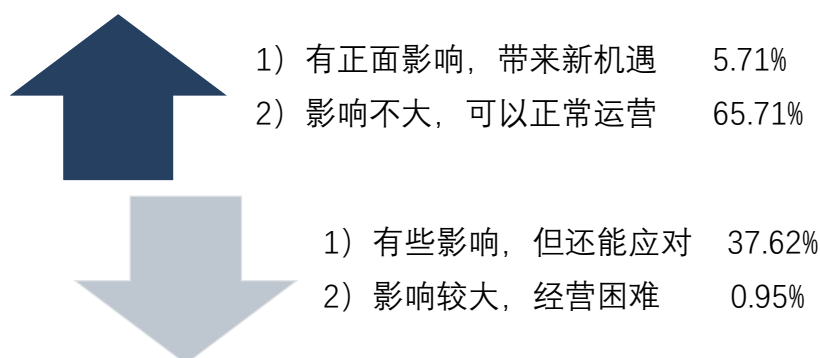 1）有正面影响，带来新机遇 5.71%
2）影响不大，可以正常运营 65.71%
1）有些影响，但还能应对 37.62%
2）影响较大，经营困难 0.95%